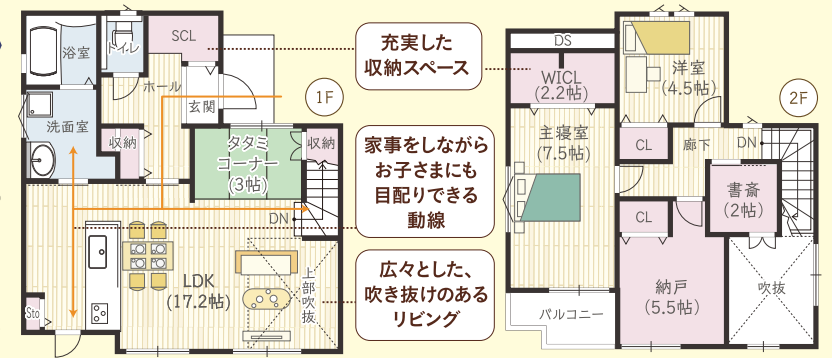 浴室
トイレ
SCL
ホール
玄関
1F
洗面室
収納
タタミ
コーナー
(3帖)
収納
DN
LDK
(17.2帖)
上部吹抜
Sto
充実した
収納スペース
家事をしながら
お子さまにも
目配りできる
動線
広々とした、
吹き抜けのある
リビング
DS
WICL
(2.2帖)
洋室
(4.5帖)
2F
主寝室
(7.5帖)
CL
廊下
DN
書斎
(2帖)
CL
納戸
(5.5帖)
吹抜
バルコニー